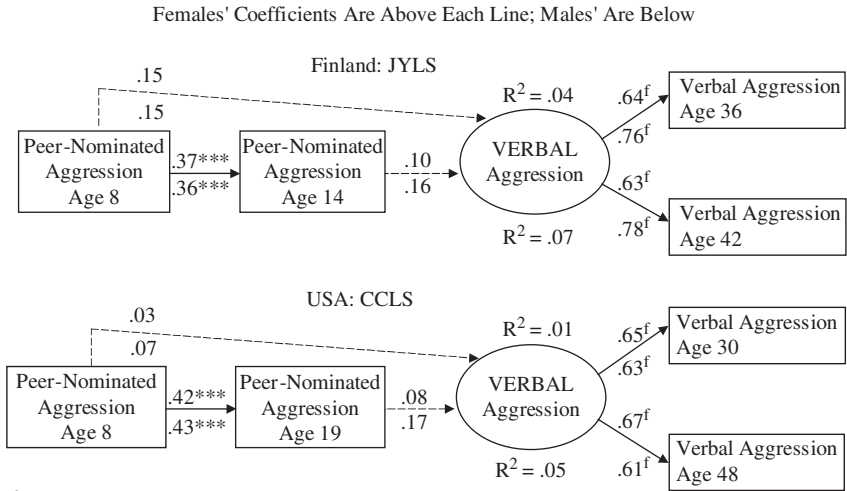 Females' Coefficients Are Above Each Line; Males' Are Below
Finland: JYLS
.15
.15
Peer-Nominated
Aggression
Age 8
.37***
.36***
Peer-Nominated
Aggression
Age 14
.10
.16
R² = .04
VERBAL
Aggression
R² = .07
.64ᶠ
.76ᶠ
.63ᶠ
.78ᶠ
Verbal Aggression
Age 36
Verbal Aggression
Age 42
USA: CCLS
.03
.07
Peer-Nominated
Aggression
Age 8
.42***
.43***
Peer-Nominated
Aggression
Age 19
.08
.17
R² = .01
VERBAL
Aggression
R² = .05
.65ᶠ
.63ᶠ
.67ᶠ
.61ᶠ
Verbal Aggression
Age 30
Verbal Aggression
Age 48